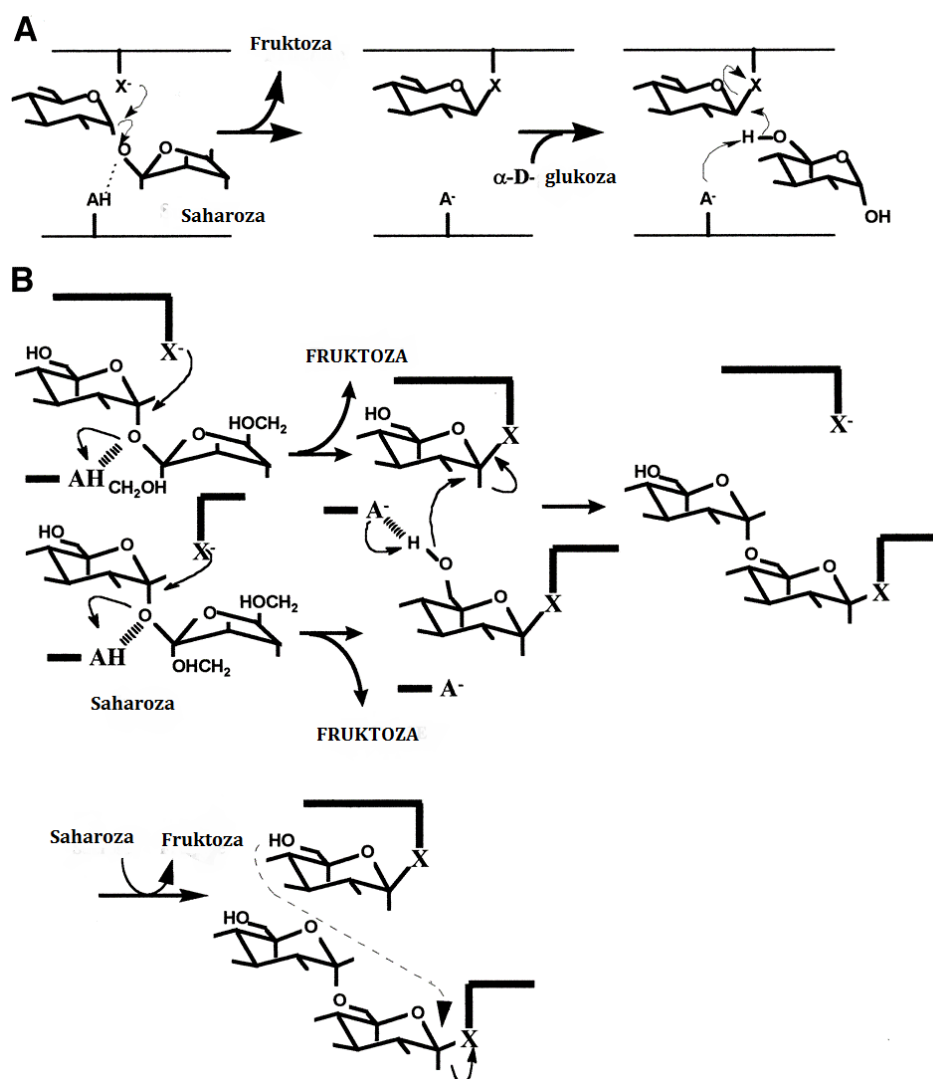 A
Fruktoza
X-
O
O
O
AH
Saharoza
O
X
α-D- glukoza
A-
O
X
H O
O
A-
OH
B
X-
HO
O
O
AH
CH2OH
O
HOCH2
FRUKTOZA
HO
O
X
A-
H
O
O
X
A-
X-
HO
O
O
O
X
X-
HO
O
O
AH
O
HOCH2
OHCH2
Saharoza
FRUKTOZA
Saharoza
Fruktoza
HO
O
X
HO
O
O
O
X